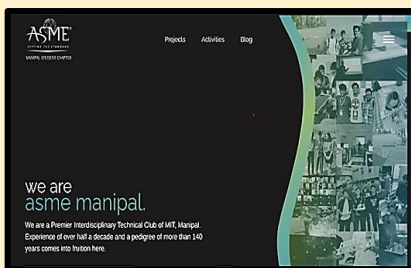 ASME
SETTING THE STANDARD
MANIPAL STUDENT CHAPTER
Projects Activities Blog
we are
asme manipal.
We are a Premier Interdisciplinary Technical Club of MIT, Manipal.
Experience of over half a decade and a pedigree of more than 140
years comes into fruition here.